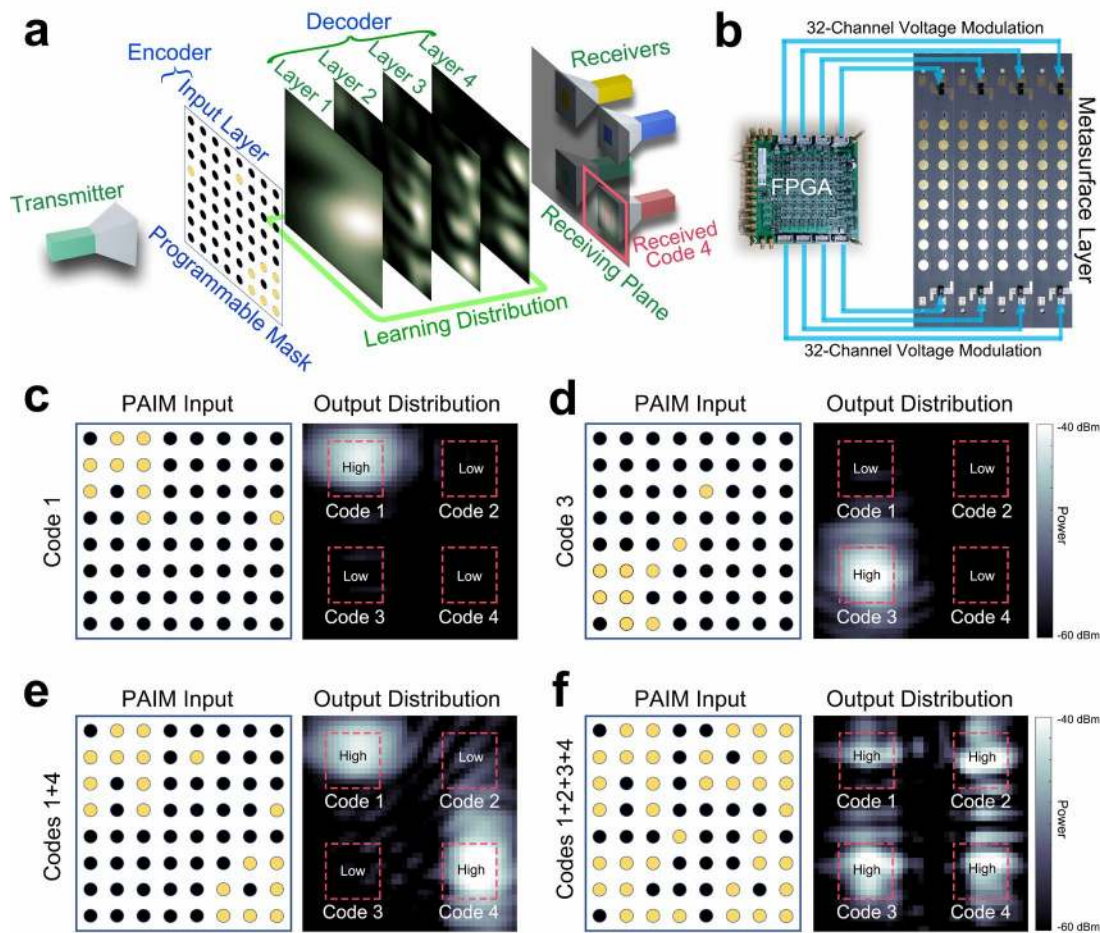 a
Encoder
Decoder
Input Layer
Layer 1
Layer 2
Layer 3
Layer 4
Receivers
Transmitter
Programmable Mask
Learning Distribution
Receiving Plane
Received
Code 4
b
32-Channel Voltage Modulation
FPGA
Metasurface Layer
32-Channel Voltage Modulation
c
PAIM Input
Output Distribution
Code 1
High
Low
Code 1
Code 2
Low
Low
Code 3
Code 4
d
PAIM Input
Output Distribution
Code 3
Low
Low
Code 1
Code 2
High
Low
Code 3
Code 4
-40 dBm
Power
-60 dBm
e
PAIM Input
Output Distribution
Codes 1+4
High
Low
Code 1
Code 2
Low
High
Code 3
Code 4
f
PAIM Input
Output Distribution
Codes 1+2+3+4
High
High
Code 1
Code 2
High
High
Code 3
Code 4
-40 dBm
Power
-60 dBm